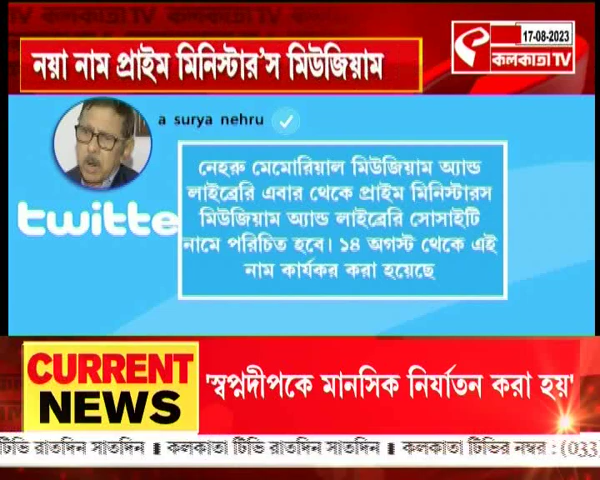 17-08-2023
কলকাতা TV
নয়া নাম প্রাইম মিনিস্টার'স মিউজিয়াম
a surya nehru
twitte
নেহরু মেমোরিয়াল মিউজিয়াম অ্যান্ড
লাইব্রেরি এবার থেকে প্রাইম মিনিস্টারস
মিউজিয়াম অ্যান্ড লাইব্রেরি সোসাইটি
নামে পরিচিত হবে। ১৪ অগস্ট থেকে এই
নাম কার্যকর করা হয়েছে
CURRENT
NEWS
'স্বপ্নদীপকে মানসিক নির্যাতন করা হয়'
টিভি রাতদিন সাতদিন কলকাতা টিভি রাতদিন সাতদিন কলকাতা টিভির নম্বর : (033)